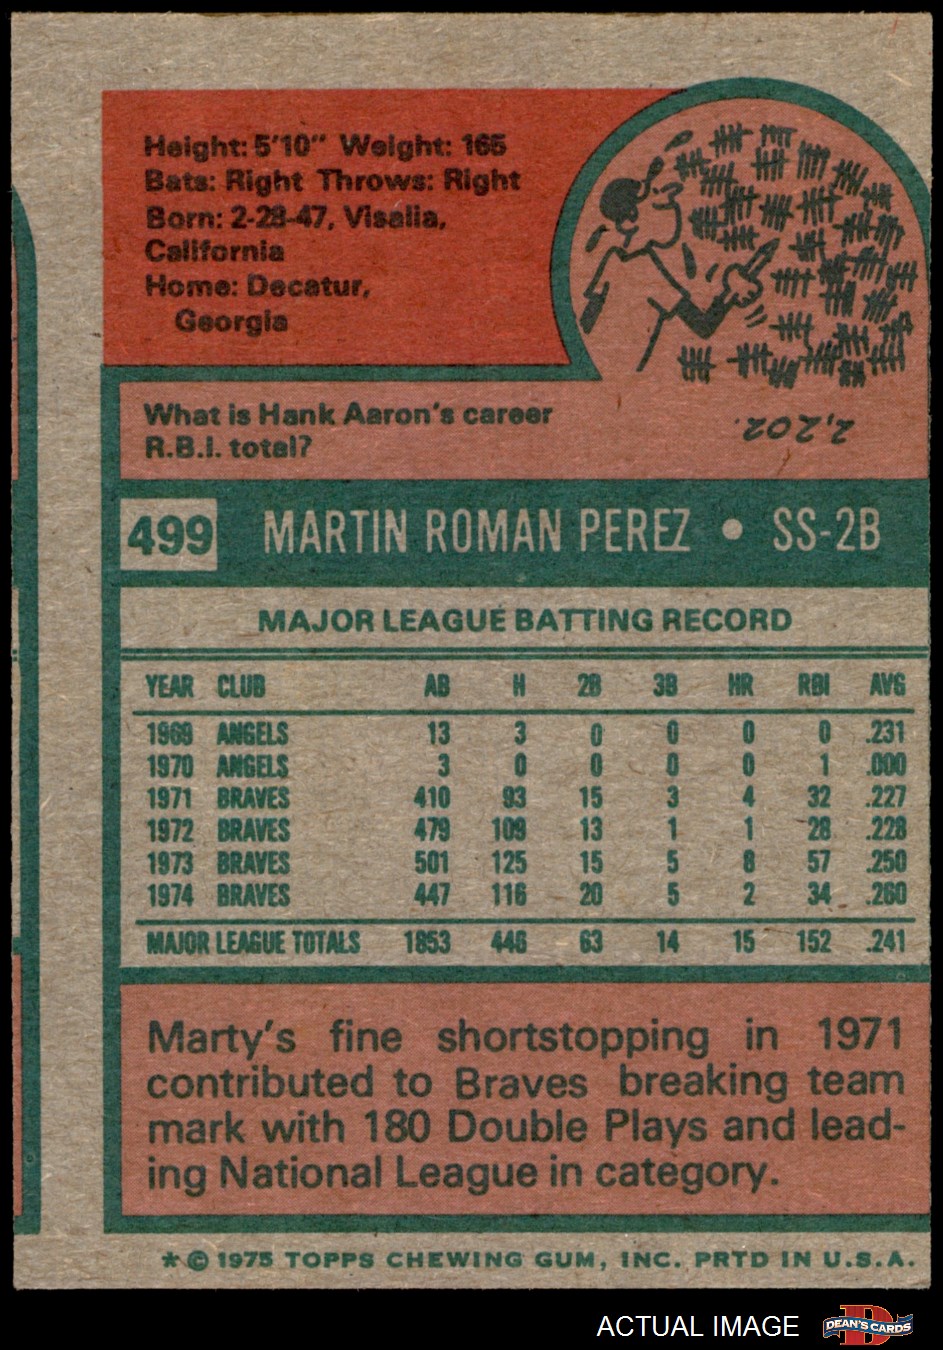 Height: 5'10" Weight: 165
Bats: Right Throws: Right
Born: 2-28-47, Visalia,
California
Home: Decatur,
Georgia
What is Hank Aaron's career
R.B.I. total?
2,202.
499 MARTIN ROMAN PEREZ • SS-2B
MAJOR LEAGUE BATTING RECORD
YEAR CLUB AB H 2B 3B HR RBI AVG
1969 ANGELS 13 3 0 0 0 0 .231
1970 ANGELS 3 0 0 0 0 1 .000
1971 BRAVES 410 93 15 3 4 32 .227
1972 BRAVES 479 109 13 1 1 28 .228
1973 BRAVES 501 125 15 5 8 57 .250
1974 BRAVES 447 116 20 5 2 34 .260
MAJOR LEAGUE TOTALS 1853 446 63 14 15 152 .241
Marty's fine shortstopping in 1971
contributed to Braves breaking team
mark with 180 Double Plays and lead-
ing National League in category.
* © 1975 TOPPS CHEWING GUM, INC. PRTD IN U.S.A.
ACTUAL IMAGE
D
DEAN'S CARDS